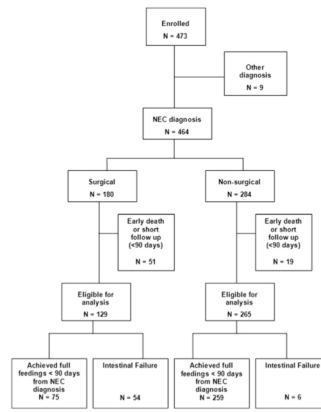 Enrolled
N = 473
Other
diagnosis
N = 9
NEC diagnosis
N = 464
Surgical
N = 180
Non-surgical
N = 284
Early death
or short
follow up
(<90 days)
N = 51
Early death
or short
follow up
(<90 days)
N = 19
Eligible for
analysis
N = 129
Eligible for
analysis
N = 265
Achieved full
feedings < 90 days
from NEC
diagnosis
N = 75
Intestinal Failure
N = 54
Achieved full
feedings < 90 days
from NEC
diagnosis
N = 259
Intestinal Failure
N = 6